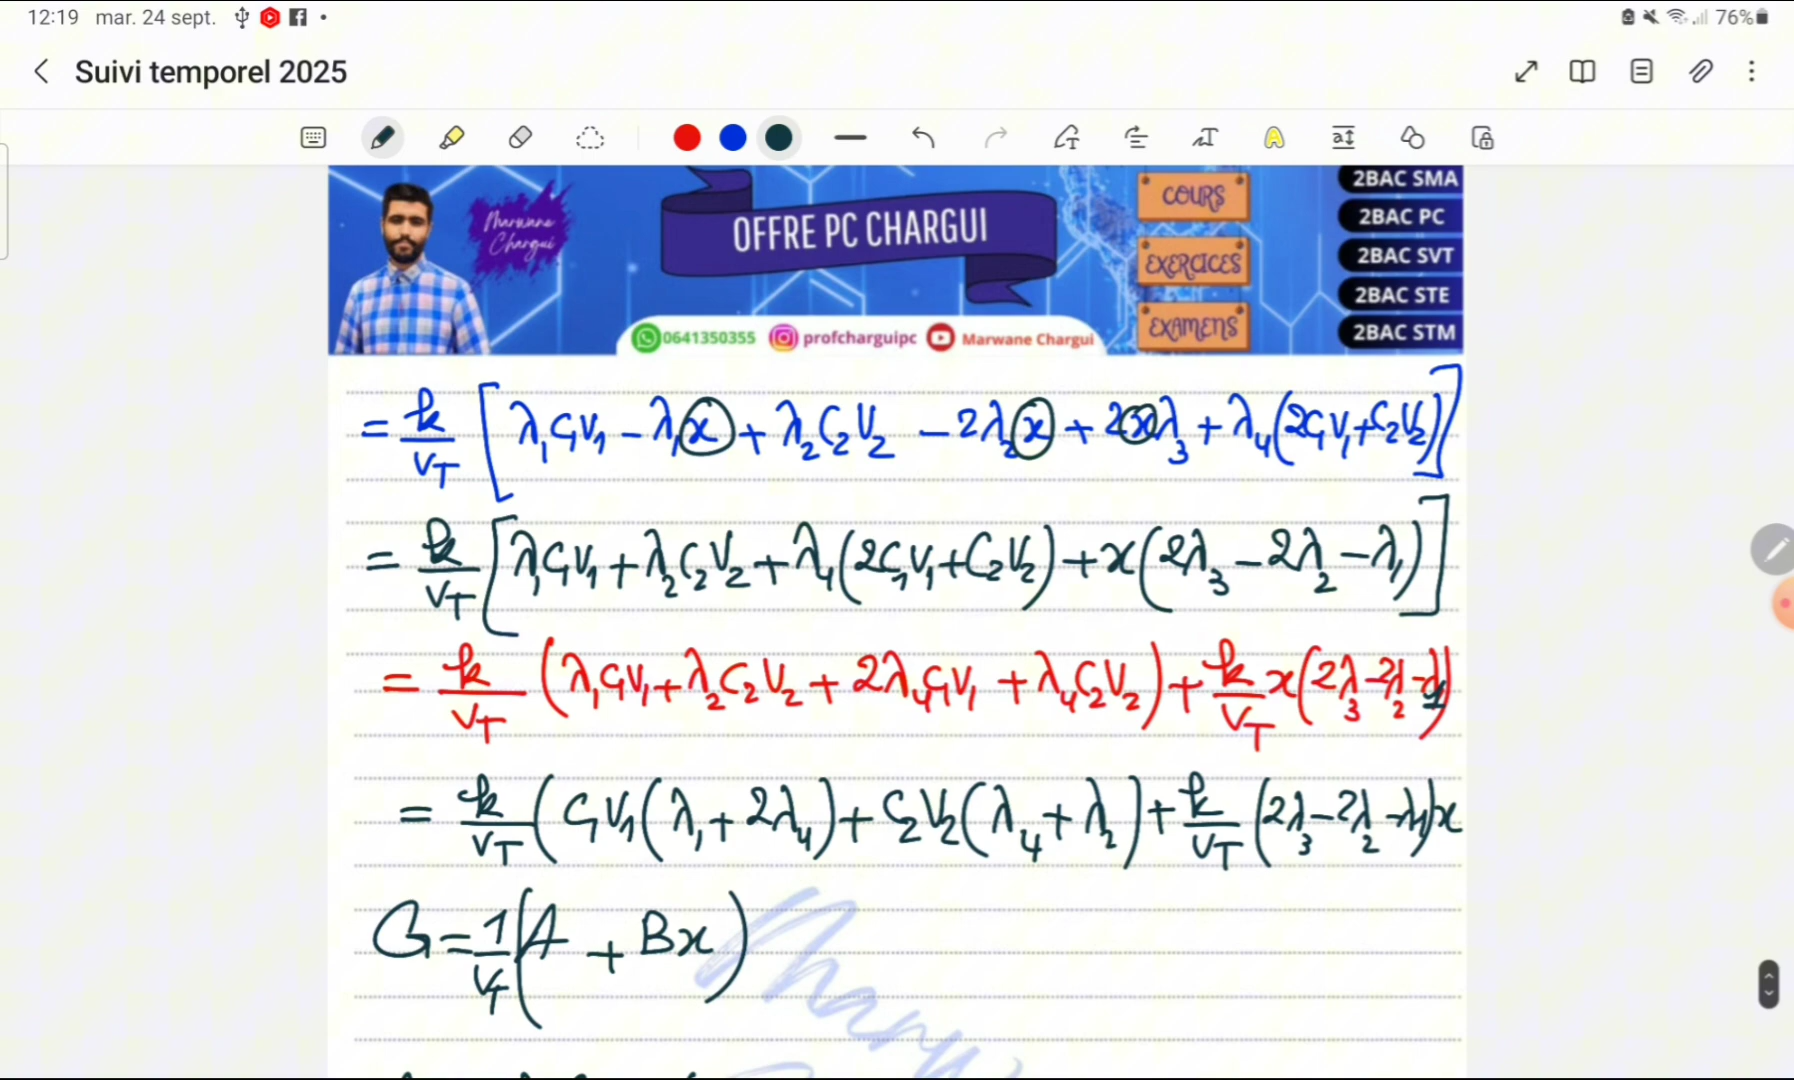 12:19 mar. 24 sept. 76%
Suivi temporel 2025
Marwane Chargui
OFFRE PC CHARGUI
COURS
EXERCICES
EXAMENS
2BAC SMA
2BAC PC
2BAC SVT
2BAC STE
2BAC STM
0641350355 profcharguipc Marwane Chargui
= k/V_T [λ₁C₁V₁ − λ₁x + λ₂C₂V₂ − 2λ₂x + 2xλ₃ + λ₄(2C₁V₁+C₂V₂)]
= k/V_T [λ₁C₁V₁ + λ₂C₂V₂ + λ₄(2C₁V₁+C₂V₂) + x(2λ₃−2λ₂−λ₁)]
= k/V_T (λ₁C₁V₁ + λ₂C₂V₂ + 2λ₄C₁V₁ + λ₄C₂V₂) + k/V_T x(2λ₃−2λ₂−λ₁)
= k/V_T (C₁V₁(λ₁+2λ₄) + C₂V₂(λ₄+λ₂) + k/V_T (2λ₃−2λ₂−λ₁)x
G = 1/V_T (A + Bx)